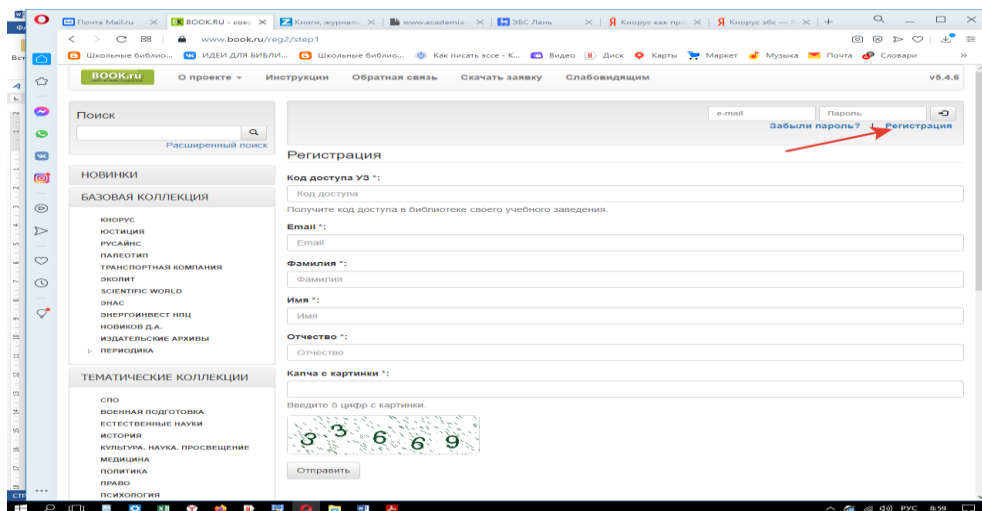 Почта Mail.ru
BOOK.RU - совр
Книги, журналы
www.academia-
ЭБС Лань
Кнорус как про
Кнорус эбс —
www.book.ru/reg2/step1
Школьные библио...
ИДЕИ ДЛЯ БИБЛИ...
Школьные библио...
Как писать эссе - К...
Видео
Диск
Карты
Маркет
Музыка
Почта
Словари
BOOK.ru
О проекте
Инструкции
Обратная связь
Скачать заявку
Слабовидящим
v5.4.6
e-mail
Пароль
Забыли пароль?
Регистрация
Поиск
Расширенный поиск
НОВИНКИ
БАЗОВАЯ КОЛЛЕКЦИЯ
КНОРУС
ЮСТИЦИЯ
РУСАЙНС
ПАЛЕОТИП
ТРАНСПОРТНАЯ КОМПАНИЯ
ЭКОЛИТ
SCIENTIFIC WORLD
ЭНАС
ЭНЕРГОИНВЕСТ НПЦ
НОВИКОВ Д.А.
ИЗДАТЕЛЬСКИЕ АРХИВЫ
ПЕРИОДИКА
ТЕМАТИЧЕСКИЕ КОЛЛЕКЦИИ
СПО
ВОЕННАЯ ПОДГОТОВКА
ЕСТЕСТВЕННЫЕ НАУКИ
ИСТОРИЯ
КУЛЬТУРА, НАУКА, ПРОСВЕЩЕНИЕ
МЕДИЦИНА
ПОЛИТИКА
ПРАВО
ПСИХОЛОГИЯ
Регистрация
Код доступа УЗ *:
Код доступа
Получите код доступа в библиотеке своего учебного заведения.
Email *:
Email
Фамилия *:
Фамилия
Имя *:
Имя
Отчество *:
Отчество
Капча с картинки *:
Введите 5 цифр с картинки.
3 3 6 6 9
Отправить
РУС
8:59